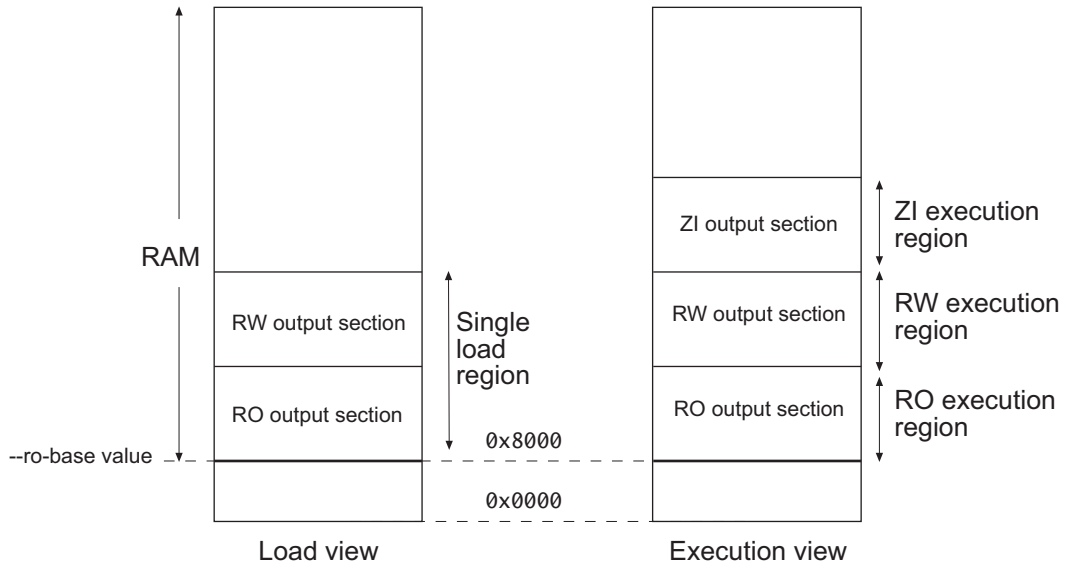 ZI output section
ZI execution
region
RAM
RW output section
Single
load
region
RW output section
RW execution
region
RO output section
RO output section
RO execution
region
0x8000
--ro-base value
0x0000
Load view
Execution view